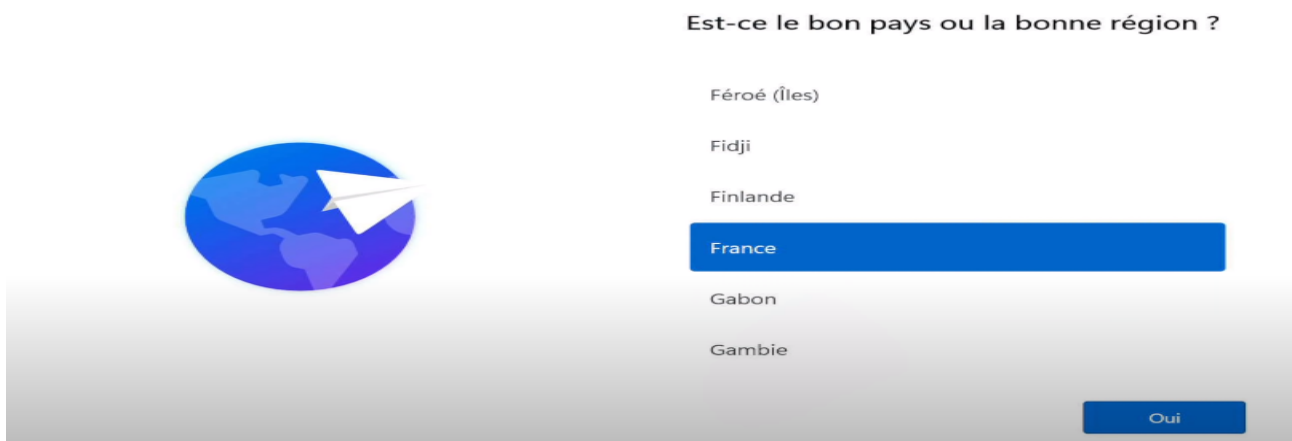 Est-ce le bon pays ou la bonne région ?
Féroé (Îles)
Fidji
Finlande
France
Gabon
Gambie
Oui